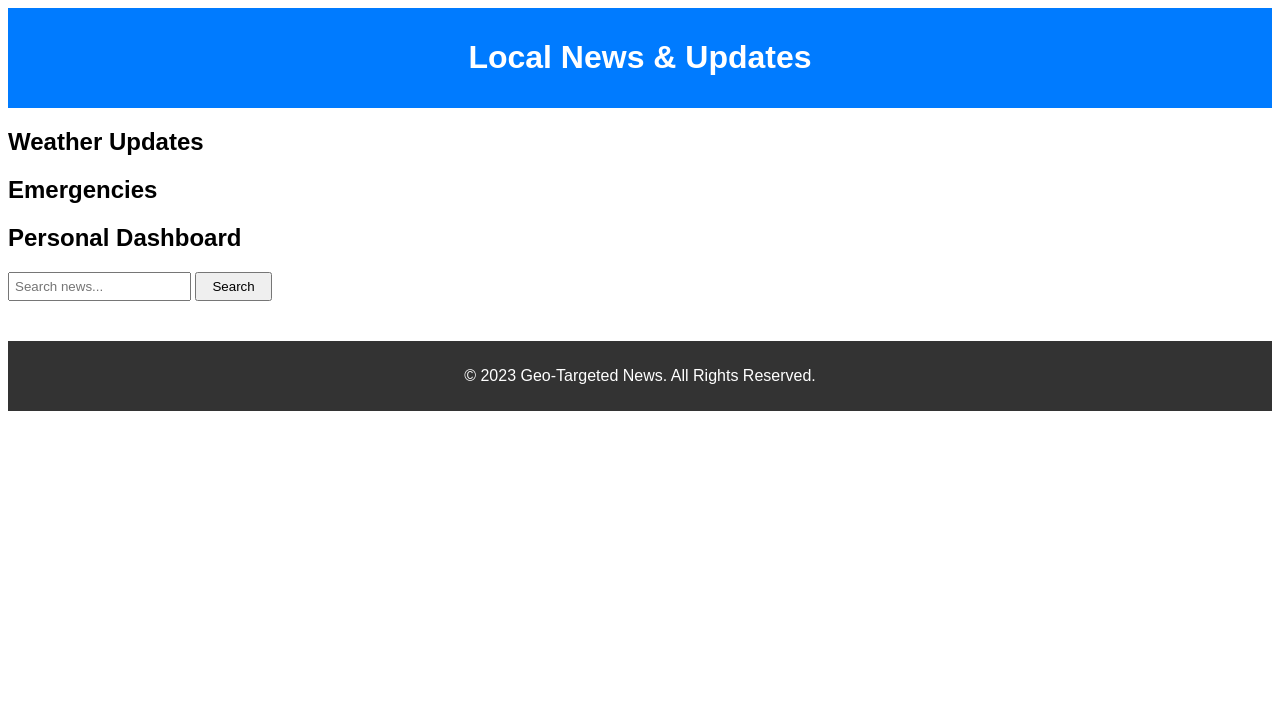 Local News & Updates
Weather Updates
Emergencies
Personal Dashboard
Search news... Search
© 2023 Geo-Targeted News. All Rights Reserved.